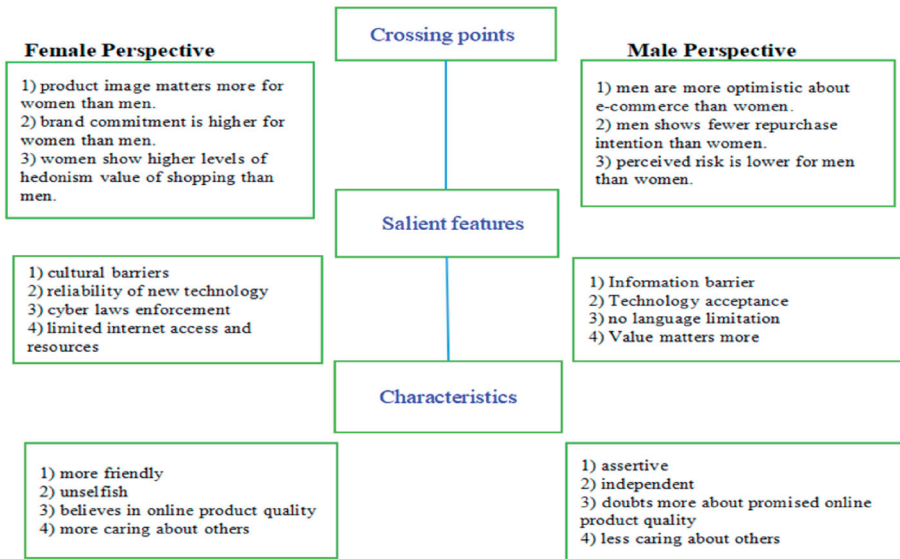 Crossing points
Female Perspective
1) product image matters more for
women than men.
2) brand commitment is higher for
women than men.
3) women show higher levels of
hedonism value of shopping than
men.
Male Perspective
1) men are more optimistic about
e-commerce than women.
2) men shows fewer repurchase
intention than women.
3) perceived risk is lower for men
than women.
Salient features
1) cultural barriers
2) reliability of new technology
3) cyber laws enforcement
4) limited internet access and
resources
1) Information barrier
2) Technology acceptance
3) no language limitation
4) Value matters more
Characteristics
1) more friendly
2) unselfish
3) believes in online product quality
4) more caring about others
1) assertive
2) independent
3) doubts more about promised online
product quality
4) less caring about others